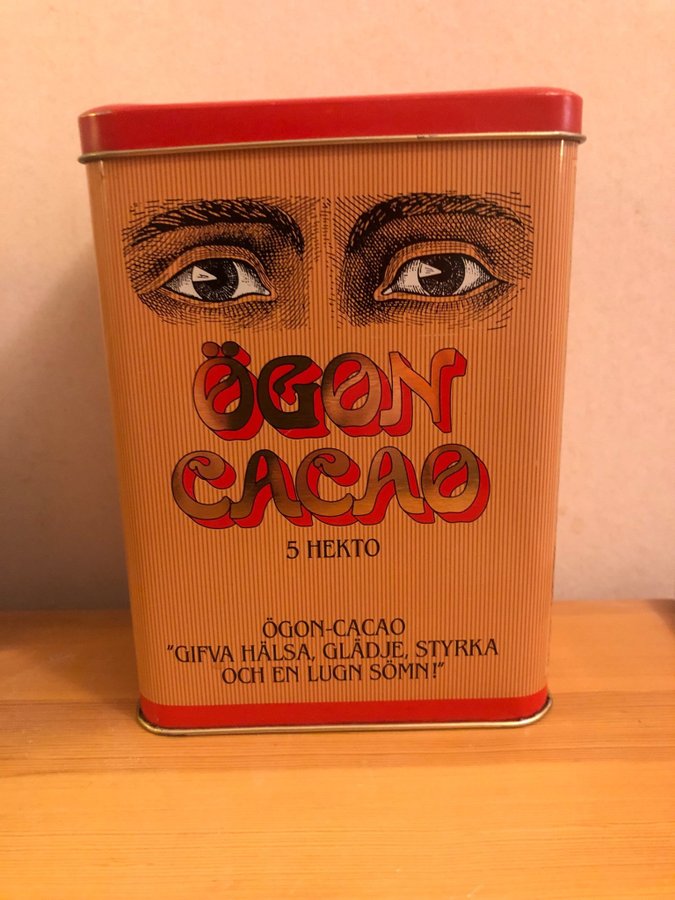 ÖGON
CACAO
5 HEKTO
ÖGON-CACAO
"GIFVA HÄLSA, GLÄDJE, STYRKA
OCH EN LUGN SÖMN!"